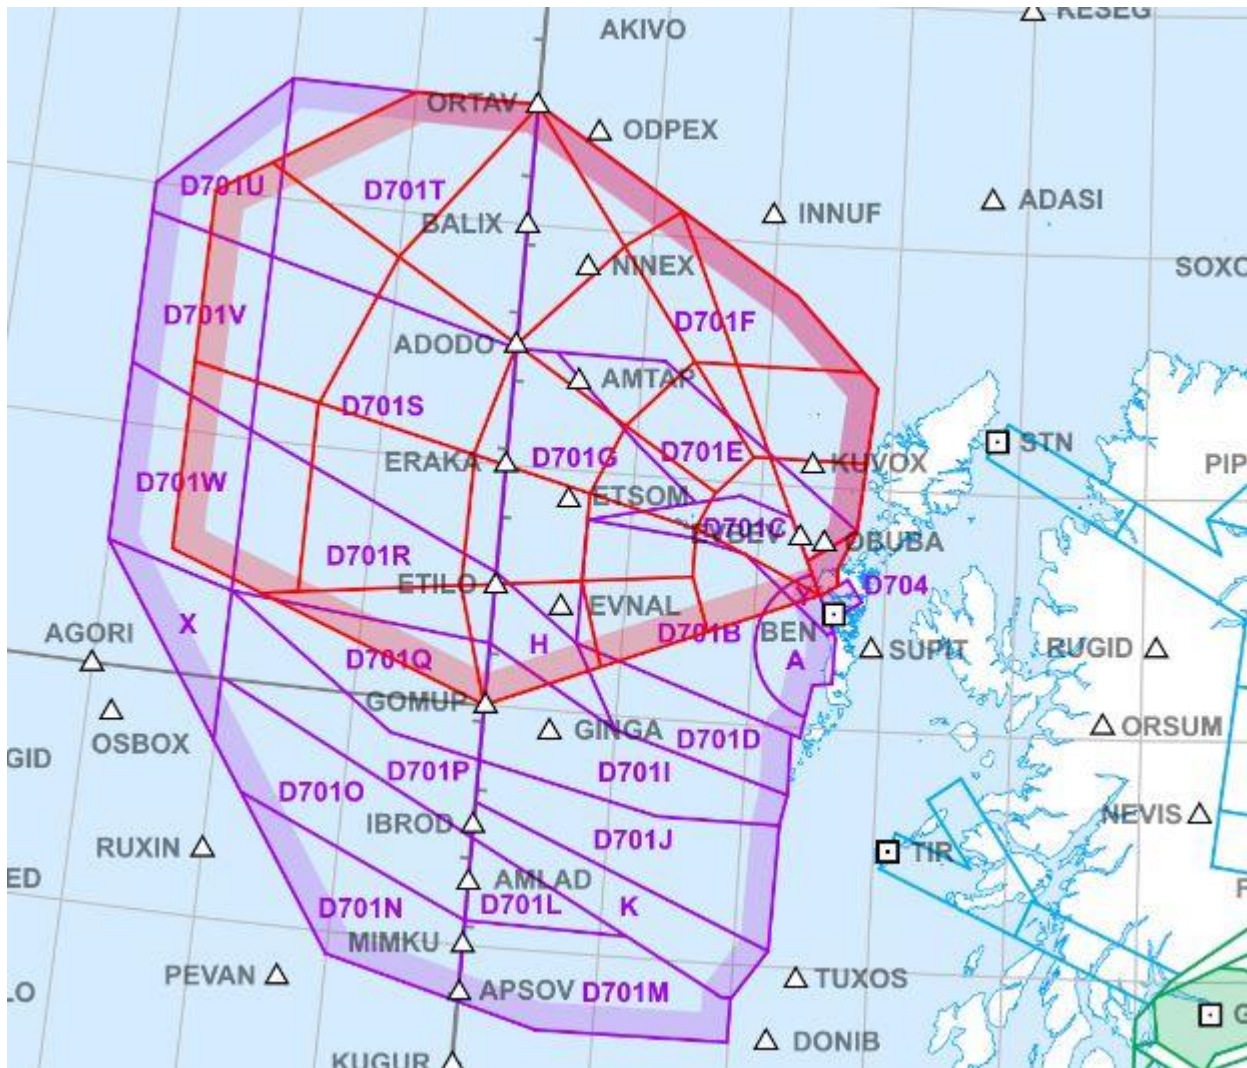 KESEG
AKIVO
ORTAV
ODPEX
D701U
D701T
ADASI
INNUF
BALIX
NINEX
SOXO
D701V
D701F
ADODO
AMTAP
D701S
STN
D701E
D701G
ERAKA
KUVOX
PIP
D701W
ETSOM
D701C
OBUBA
D701R
ETILO
D704
EVNAL
X
AGORI
D701B
BEN
H
SUPIT
RUGID
D701Q
A
GOMUP
ORSUM
GINGA
OSBOX
D701D
GID
D701P
D701I
D701O
NEVIS
IBROD
D701J
RUXIN
TIR
ED
AMLAD
D701L
K
D701N
MIMKU
PEVAN
TUXOS
APSOV
D701M
LO
G
DONIB
KUGUR